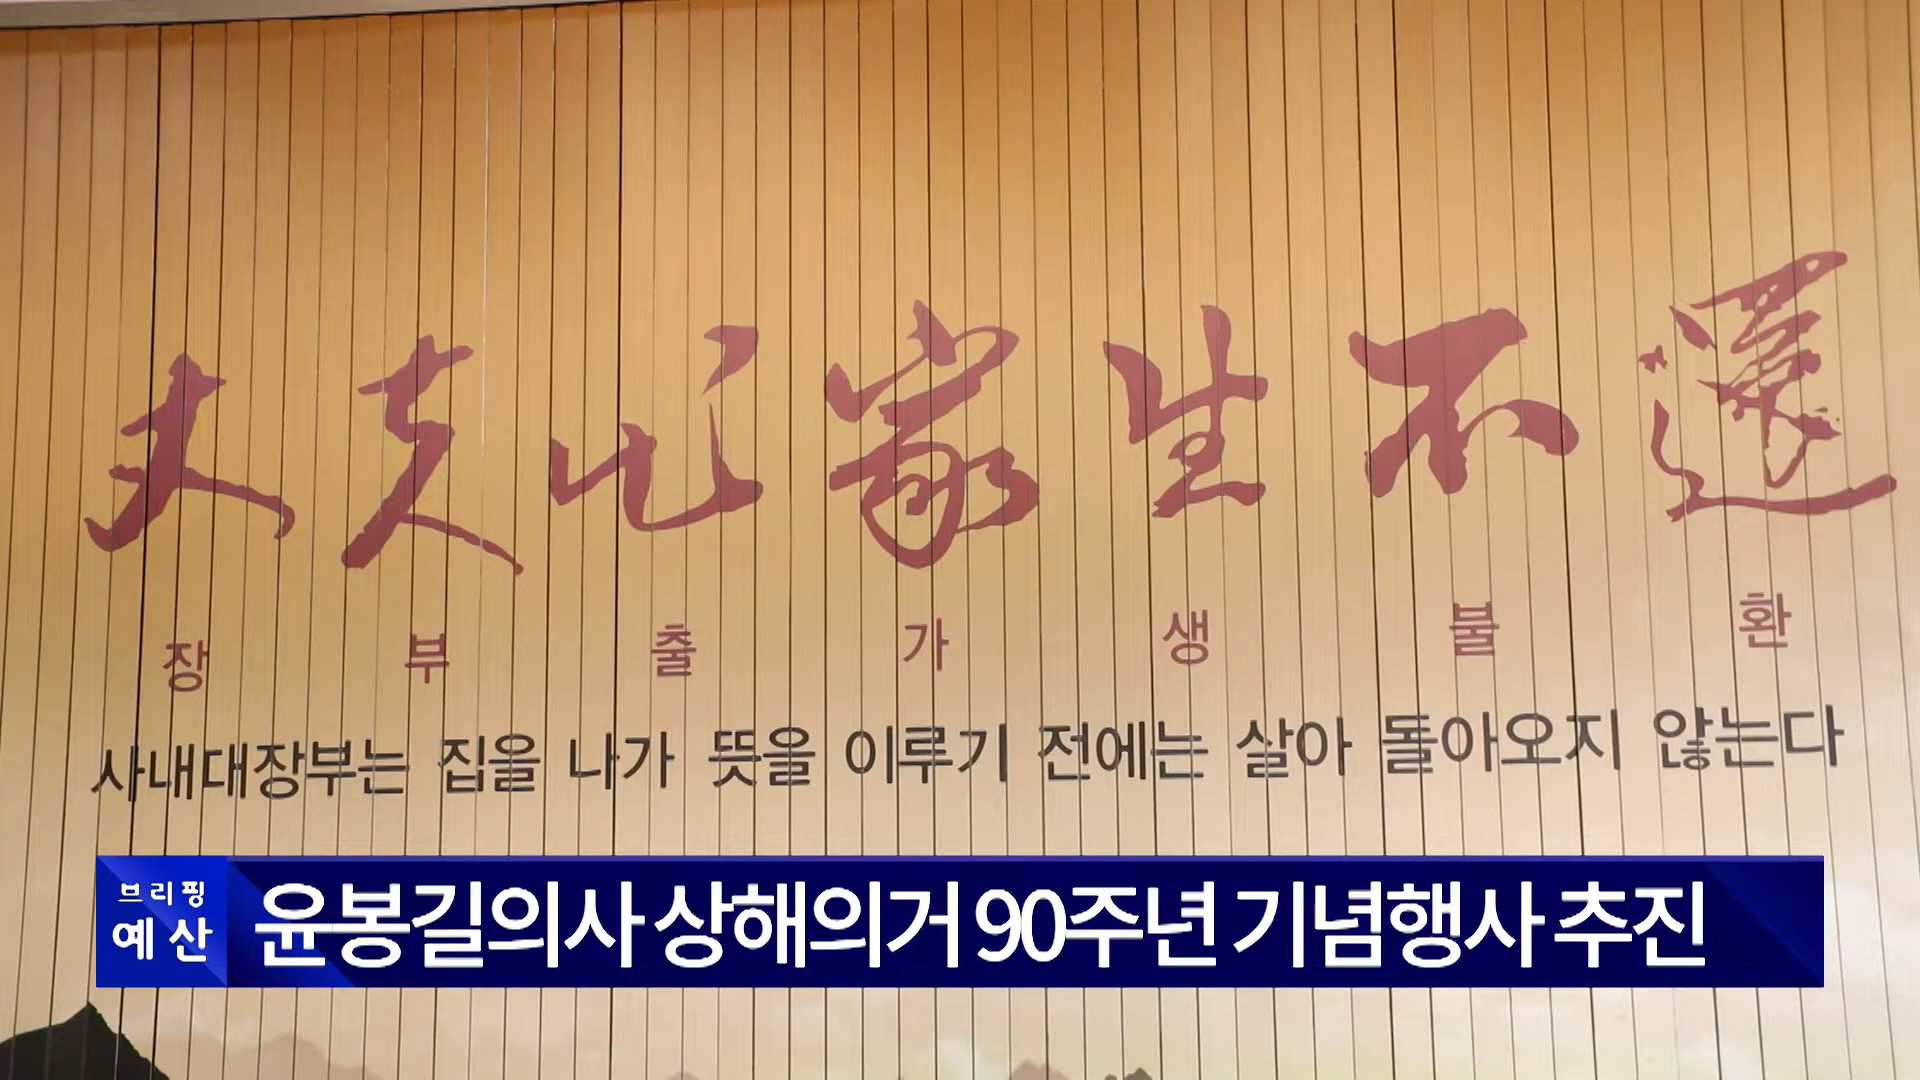 丈夫出家生不還
장 부 출 가 생 불 환
사내대장부는 집을 나가 뜻을 이루기 전에는 살아 돌아오지 않는다
브리핑
예산
윤봉길의사 상해의거 90주년 기념행사 추진